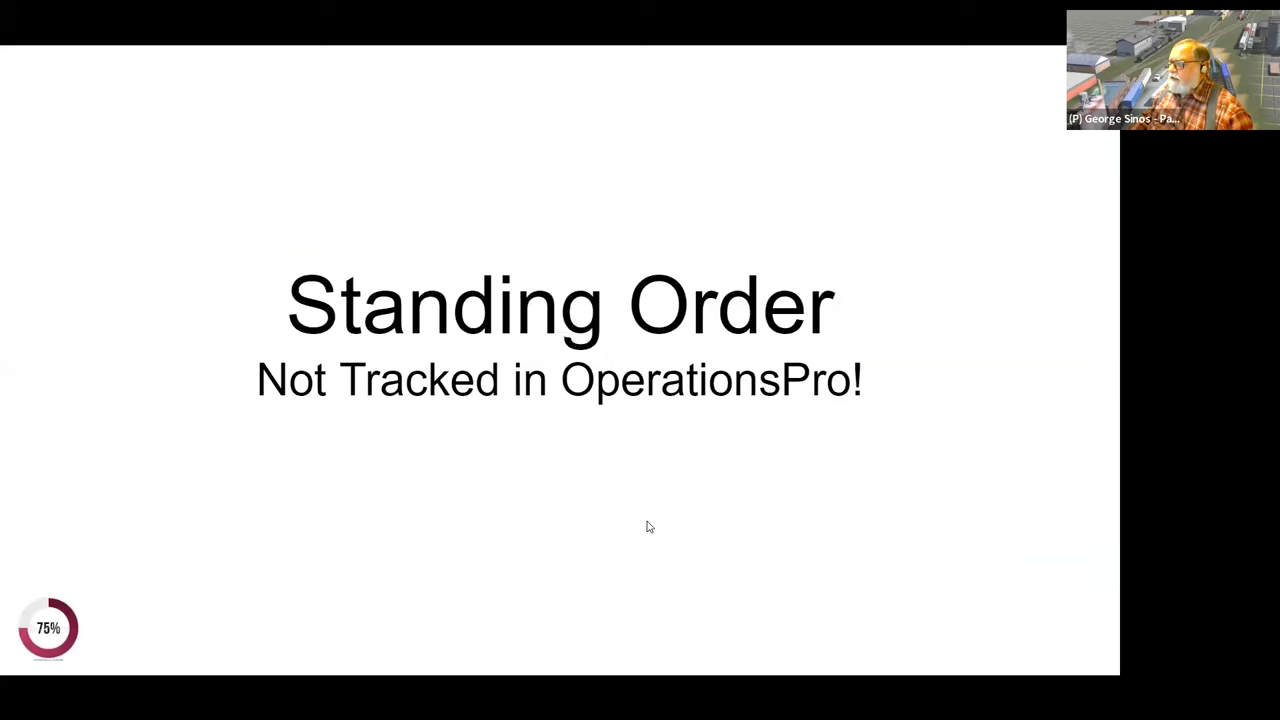 (P) George Sinos - Pa...
Standing Order
Not Tracked in OperationsPro!
75%